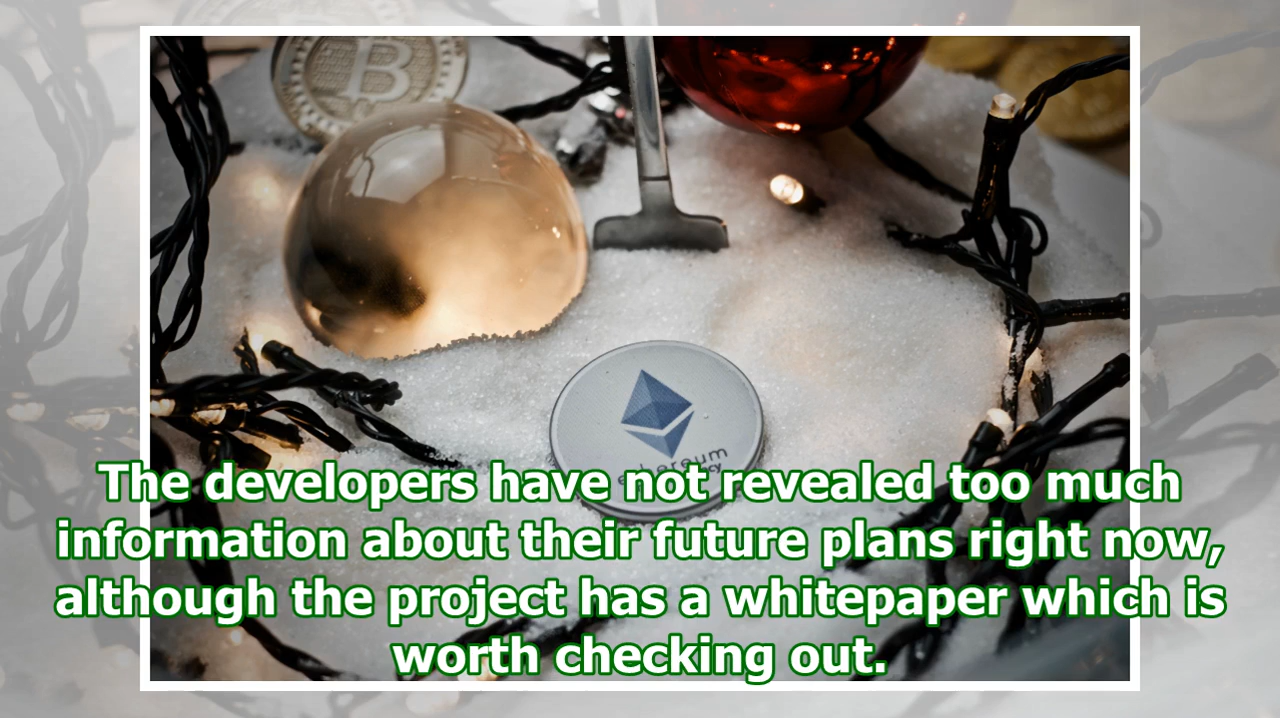 The developers have not revealed too much
information about their future plans right now,
although the project has a whitepaper which is
worth checking out.